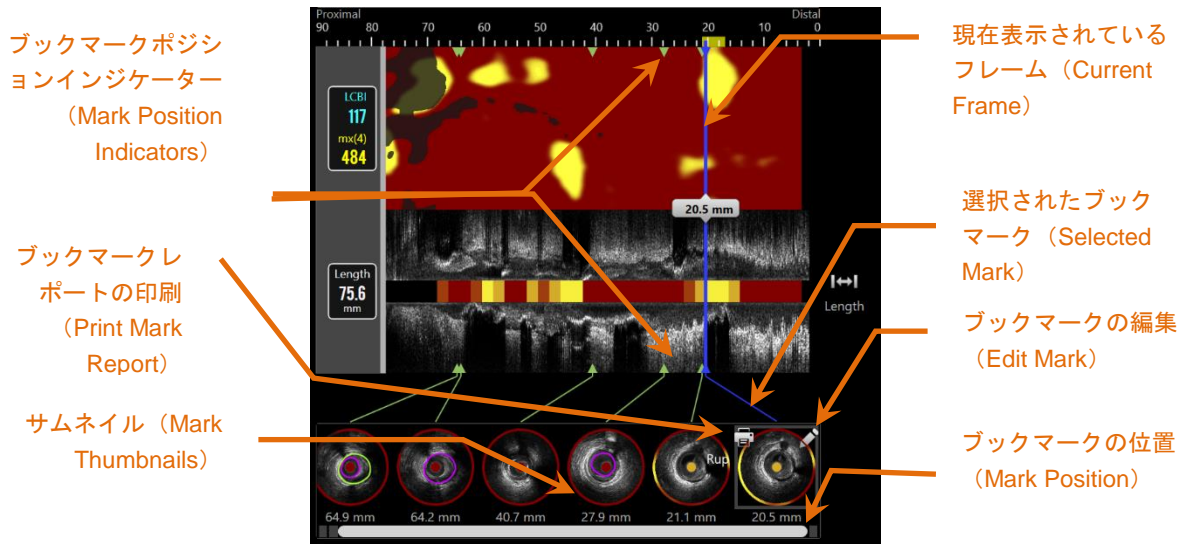 ブックマークポジシ
ョンインジケーター
（Mark Position
Indicators）
ブックマークレ
ポートの印刷
（Print Mark
Report）
サムネイル（Mark
Thumbnails）
Proximal
Distal
90 80 70 60 50 40 30 20 10 0
LCBI
117
mx(4)
484
20.5 mm
Length
75.6
mm
Length
Rup
64.9 mm 64.2 mm 40.7 mm 27.9 mm 21.1 mm 20.5 mm
現在表示されている
フレーム（Current
Frame）
選択されたブック
マーク（Selected
Mark）
ブックマークの編集
（Edit Mark）
ブックマークの位置
（Mark Position）